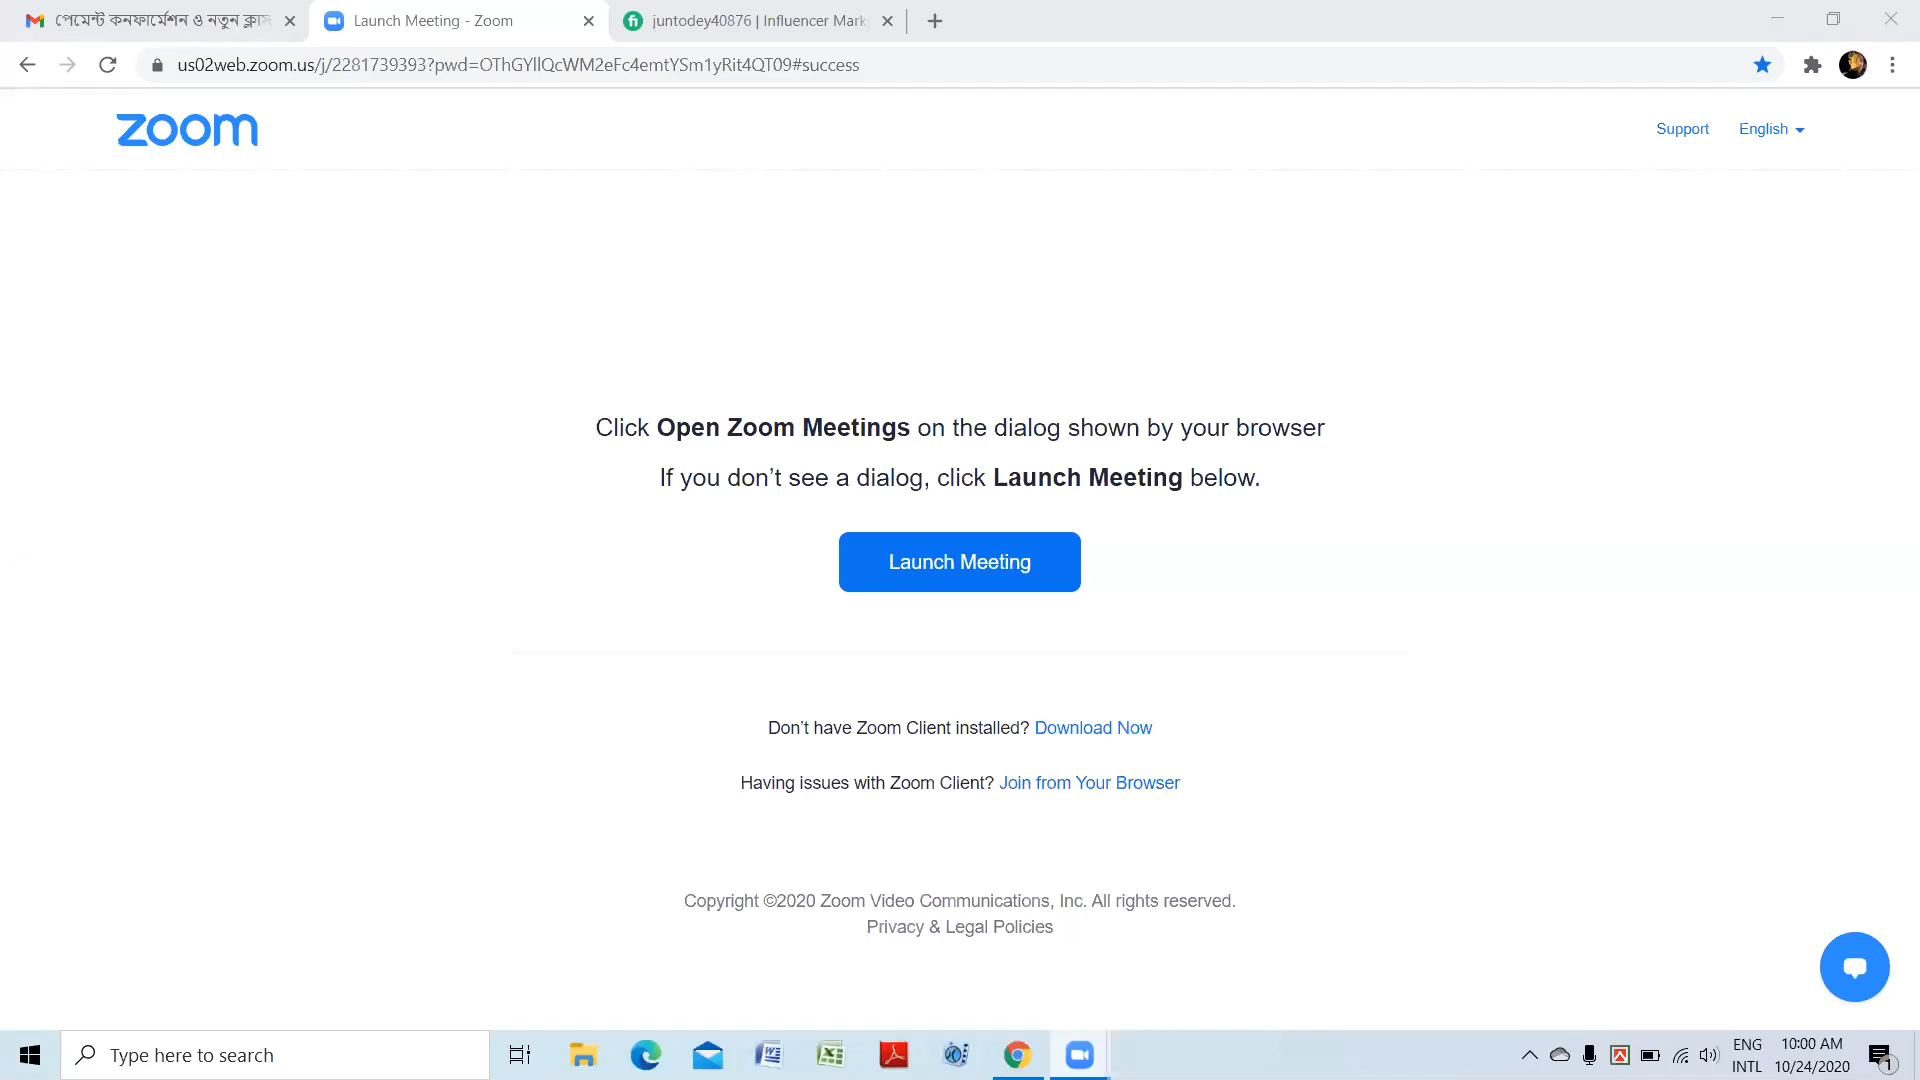 পেমেন্ট কনফার্মেশন ও নতুন ক্লাস
Launch Meeting - Zoom
juntodey40876 | Influencer Mark
us02web.zoom.us/j/2281739393?pwd=OThGYllQcWM2eFc4emtYSm1yRit4QT09#success
zoom
Support
English
Click Open Zoom Meetings on the dialog shown by your browser
If you don’t see a dialog, click Launch Meeting below.
Launch Meeting
Don’t have Zoom Client installed? Download Now
Having issues with Zoom Client? Join from Your Browser
Copyright ©2020 Zoom Video Communications, Inc. All rights reserved.
Privacy & Legal Policies
Type here to search
ENG
INTL
10:00 AM
10/24/2020
1